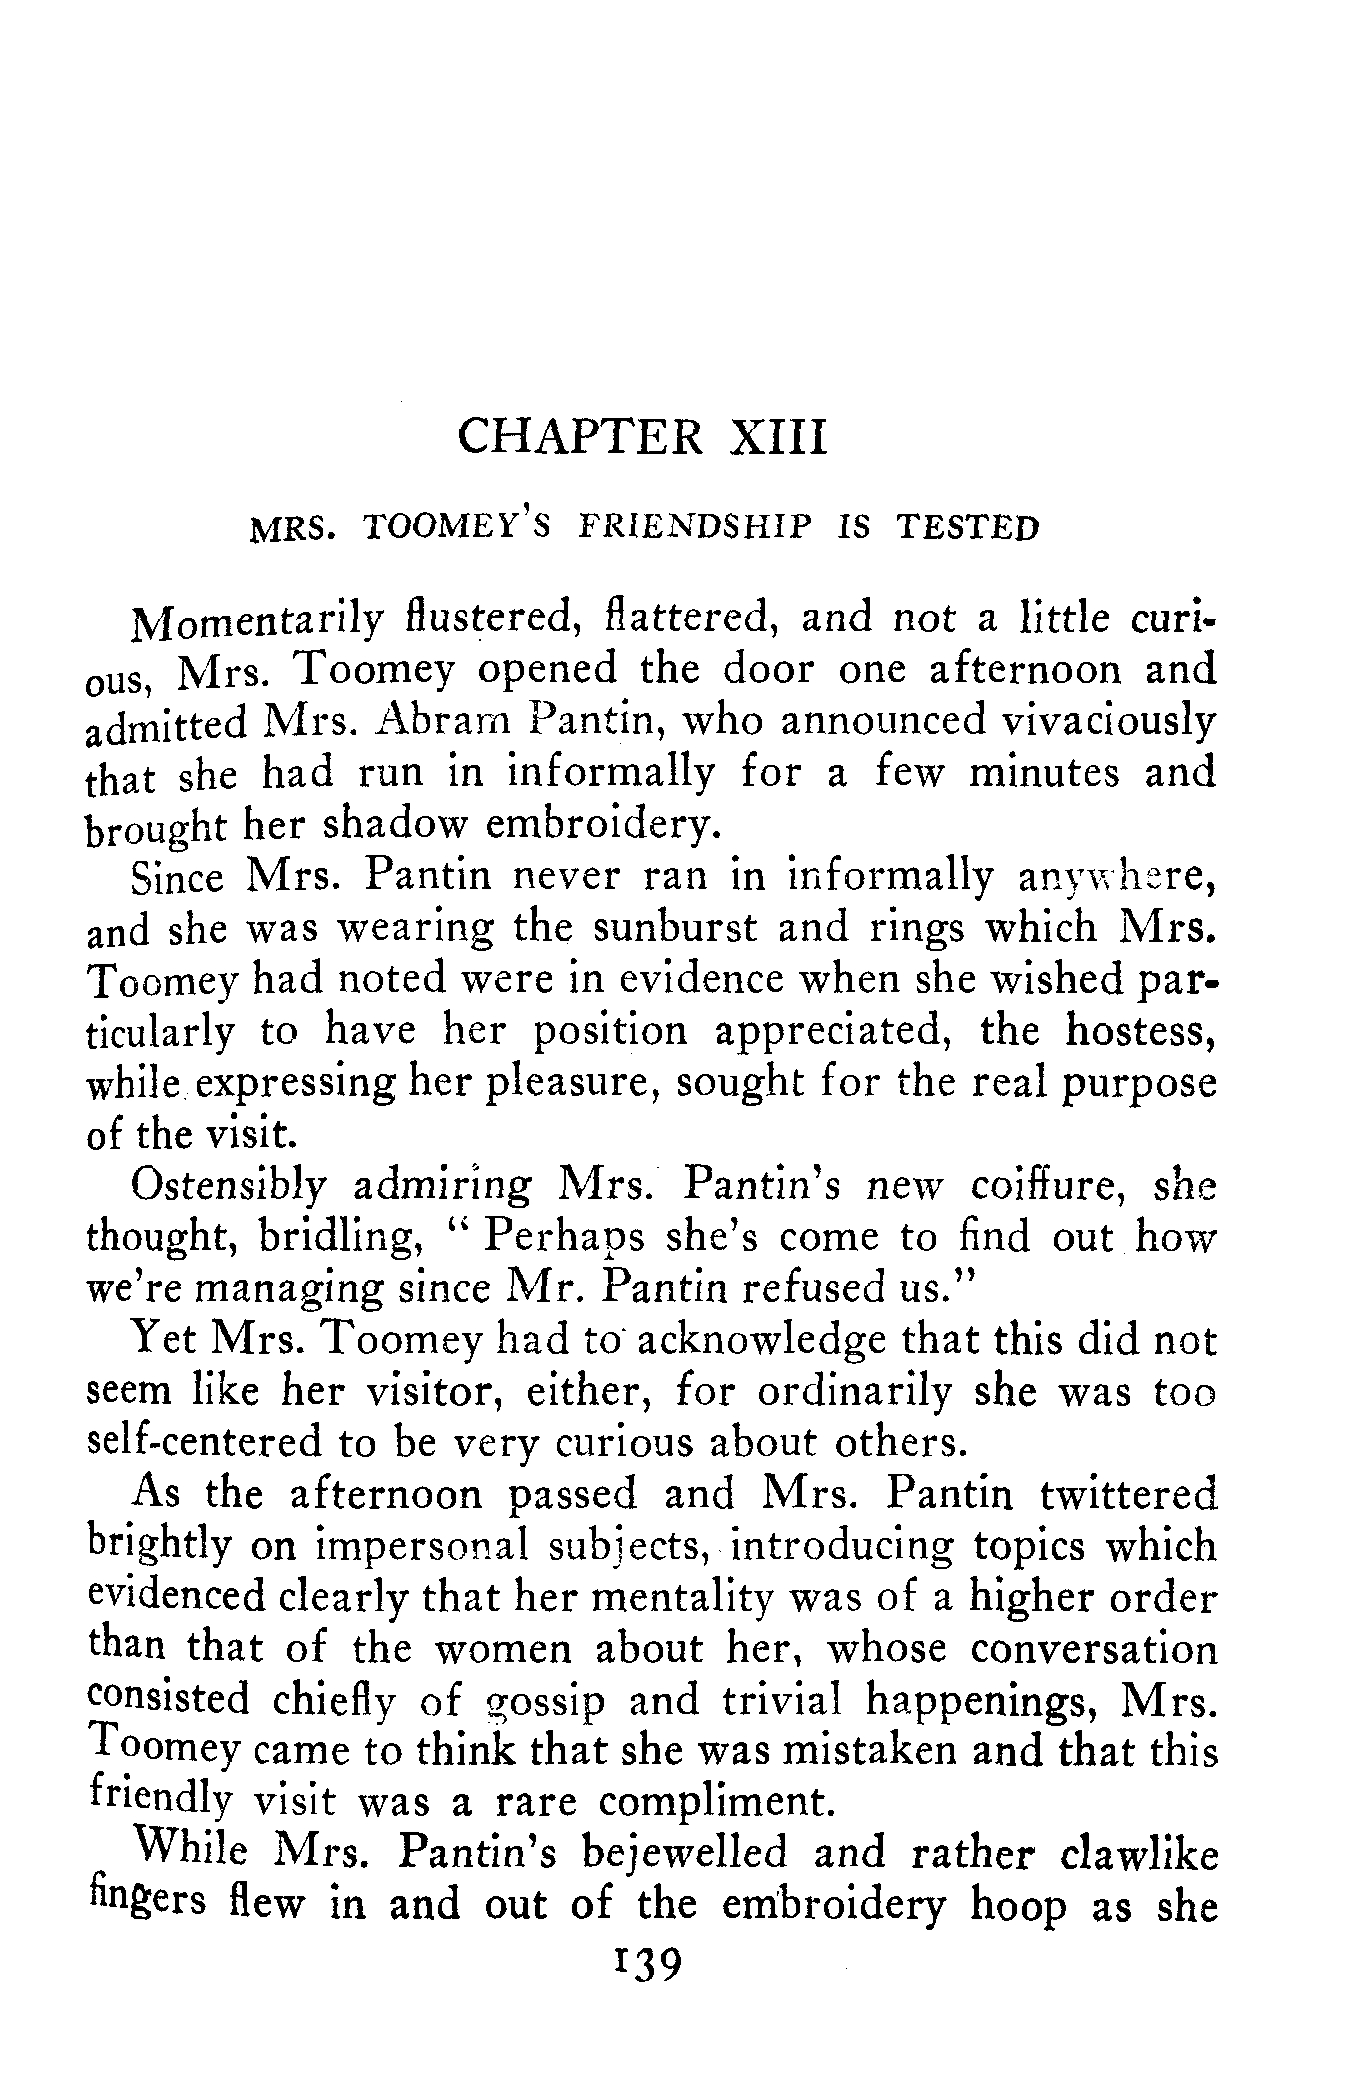 CHAPTER XIII
MRS. TOOMEY'S FRIENDSHIP IS TESTED
Momentarily flustered, flattered, and not a little curi-
ous, Mrs. Toomey opened the door one afternoon and
admitted Mrs. Abram Pantin, who announced vivaciously
that she had run in informally for a few minutes and
brought her shadow embroidery.
Since Mrs. Pantin never ran in informally anywhere,
and she was wearing the sunburst and rings which Mrs.
Toomey had noted were in evidence when she wished par-
ticularly to have her position appreciated, the hostess,
while expressing her pleasure, sought for the real purpose
of the visit.
Ostensibly admiring Mrs. Pantin's new coiffure, she
thought, bridling, " Perhaps she's come to find out how
we're managing since Mr. Pantin refused us."
Yet Mrs. Toomey had to acknowledge that this did not
seem like her visitor, either, for ordinarily she was too
self-centered to be very curious about others.
As the afternoon passed and Mrs. Pantin twittered
brightly on impersonal subjects, introducing topics which
evidenced clearly that her mentality was of a higher order
than that of the women about her, whose conversation
consisted chiefly of gossip and trivial happenings, Mrs.
Toomey came to think that she was mistaken and that this
friendly visit was a rare compliment.
While Mrs. Pantin's bejewelled and rather clawlike
fingers flew in and out of the embroidery hoop as she
139